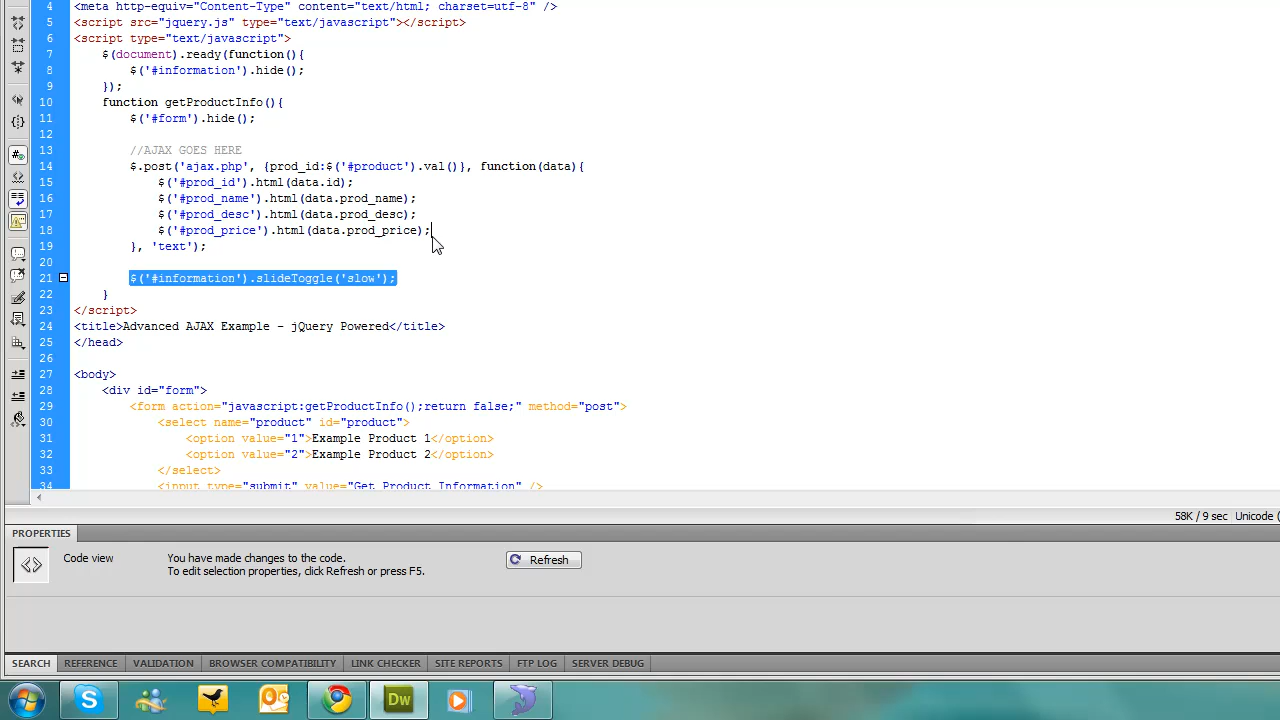 4 <meta http-equiv="Content-Type" content="text/html; charset=utf-8" />
5 <script src="jquery.js" type="text/javascript"></script>
6 <script type="text/javascript">
7 $(document).ready(function(){
8 $('#information').hide();
9 });
10 function getProductInfo(){
11 $('#form').hide();
12
13 //AJAX GOES HERE
14 $.post('ajax.php', {prod_id:$('#product').val()}, function(data){
15 $('#prod_id').html(data.id);
16 $('#prod_name').html(data.prod_name);
17 $('#prod_desc').html(data.prod_desc);
18 $('#prod_price').html(data.prod_price);
19 }, 'text');
20
21 $('#information').slideToggle('slow');
22 }
23 </script>
24 <title>Advanced AJAX Example - jQuery Powered</title>
25 </head>
26
27 <body>
28 <div id="form">
29 <form action="javascript:getProductInfo();return false;" method="post">
30 <select name="product" id="product">
31 <option value="1">Example Product 1</option>
32 <option value="2">Example Product 2</option>
33 </select>
34 <input type="submit" value="Get Product Information" />
58K / 9 sec Unicode (
PROPERTIES
Code view You have made changes to the code. Refresh
To edit selection properties, click Refresh or press F5.
SEARCH REFERENCE VALIDATION BROWSER COMPATIBILITY LINK CHECKER SITE REPORTS FTP LOG SERVER DEBUG
S Dw